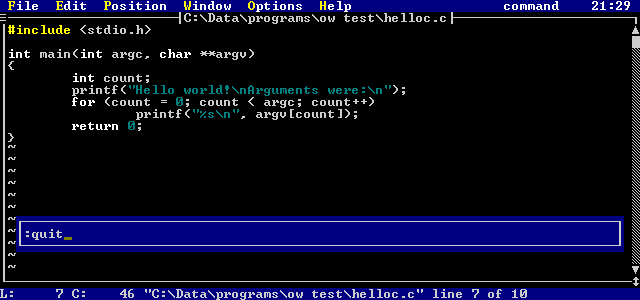 File Edit Position Window Options Help command 21:29
C:\Data\programs\ow test\helloc.c
#include <stdio.h>
int main(int argc, char **argv)
{
int count;
printf("Hello world!\nArguments were:\n");
for (count = 0; count < argc; count++)
printf("%s\n", argv[count]);
return 0;
}
~
~
~
~
~
~
~
~
~
~
~
:quit_
L: 7 C: 46 "C:\Data\programs\ow test\helloc.c" line 7 of 10